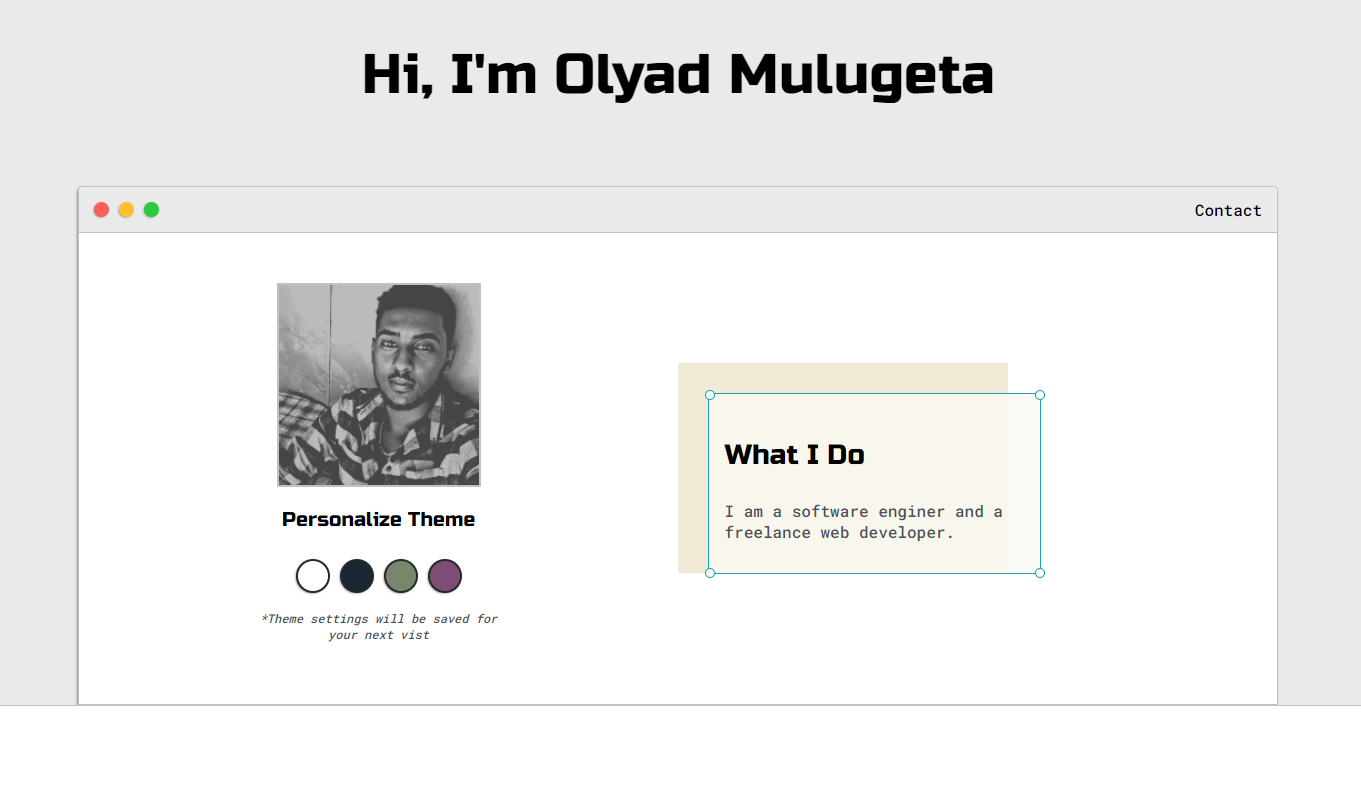 Hi, I'm Olyad Mulugeta
Contact
Personalize Theme
*Theme settings will be saved for
your next vist
What I Do
I am a software enginer and a
freelance web developer.